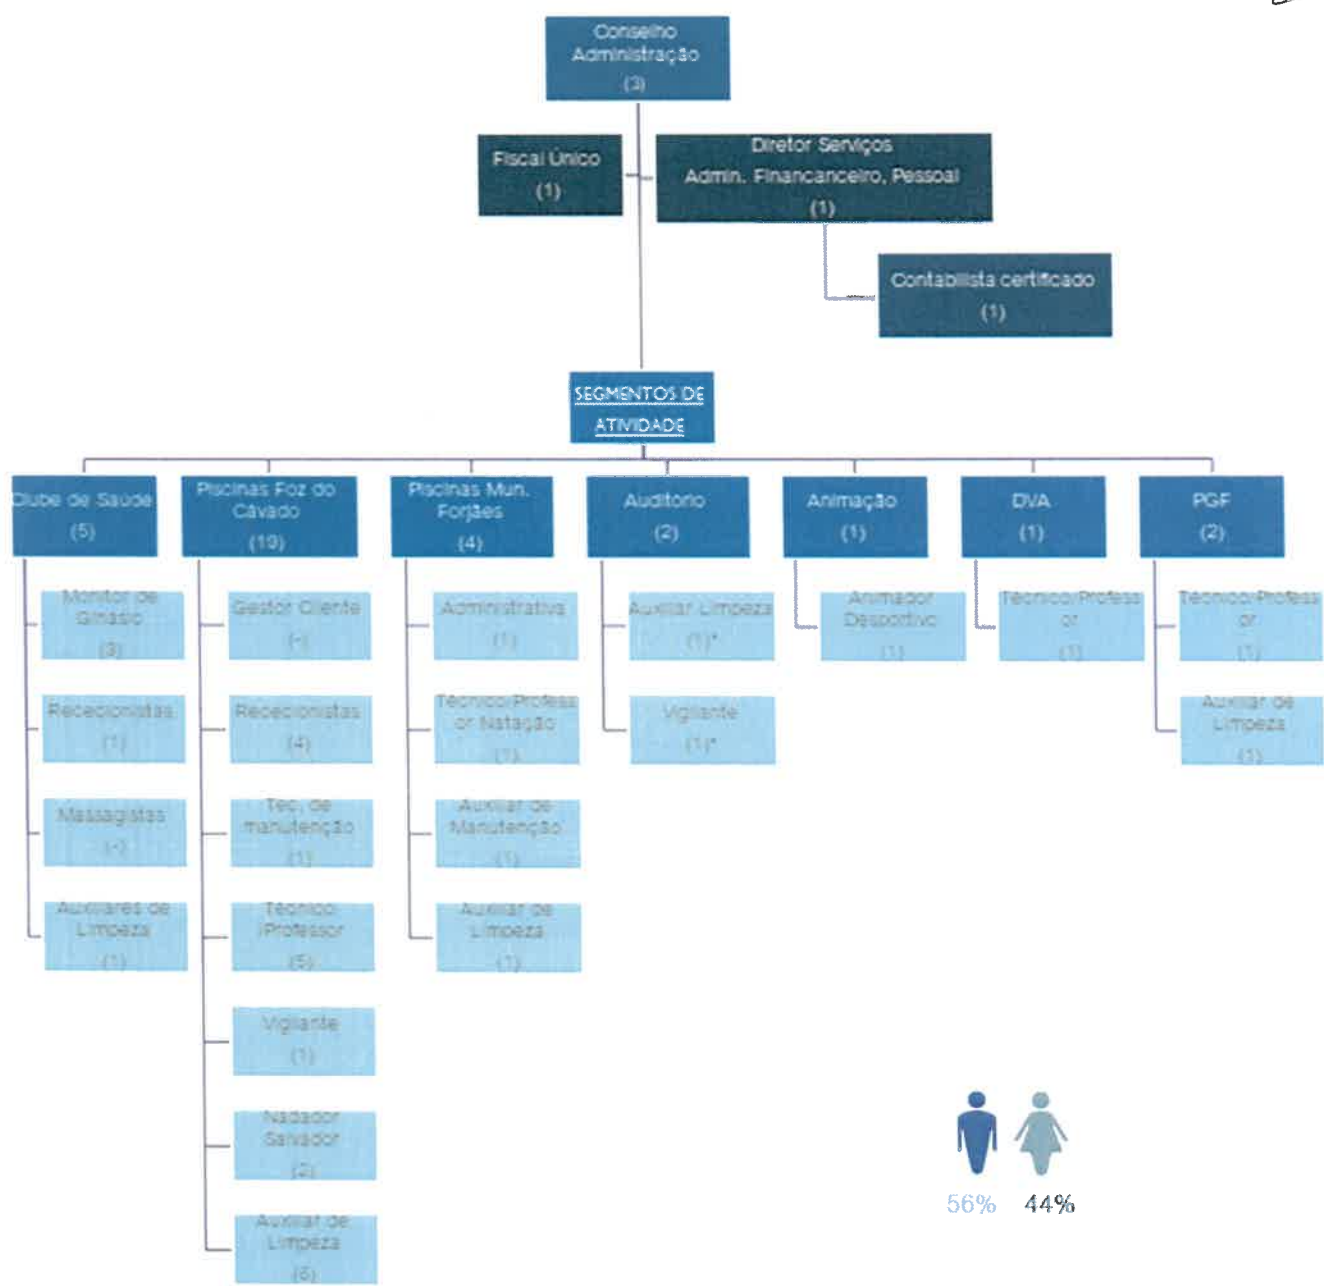 Conselho
Administração
(3)
Fiscal Único
(1)
Diretor Serviços
Admin. Financanceiro, Pessoal
(1)
Contabilista certificado
(1)
SEGMENTOS DE
ATIVIDADE
Clube de Saúde
(5)
Piscinas Foz do
Cávado
(19)
Piscinas Mun.
Forjães
(4)
Auditório
(2)
Animação
(1)
DVA
(1)
PGF
(2)
Monitor de
Ginásio
(3)
Rececionistas
(1)
Massagistas
(-)
Auxiliares de
Limpeza
(1)
Gestor Cliente
(-)
Rececionistas
(4)
Tec. de
manutenção
(1)
Técnico
/Professor
(5)
Vigilante
(1)
Nadador
Salvador
(2)
Auxiliar de
Limpeza
(6)
Administrativa
(1)
Técnico/Profess
or Natação
(1)
Auxiliar de
Manutenção
(1)
Auxiliar de
Limpeza
(1)
Auxiliar Limpeza
(1)*
Vigilante
(1)*
Animador
Desportivo
(1)
Técnico/Profess
or
(1)
Técnico/Profess
or
(1)
Auxiliar de
Limpeza
(1)
56% 44%